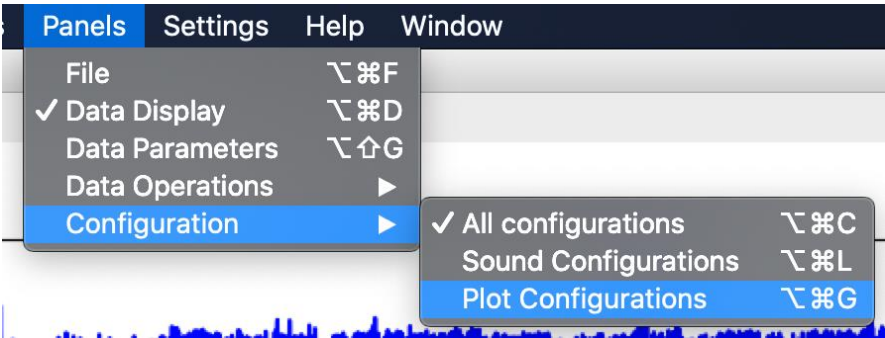 Panels Settings Help Window
File ⌥⌘F
✓ Data Display ⌥⌘D
Data Parameters ⌥⇧G
Data Operations ▶
Configuration ▶
✓ All configurations ⌥⌘C
Sound Configurations ⌥⌘L
Plot Configurations ⌥⌘G